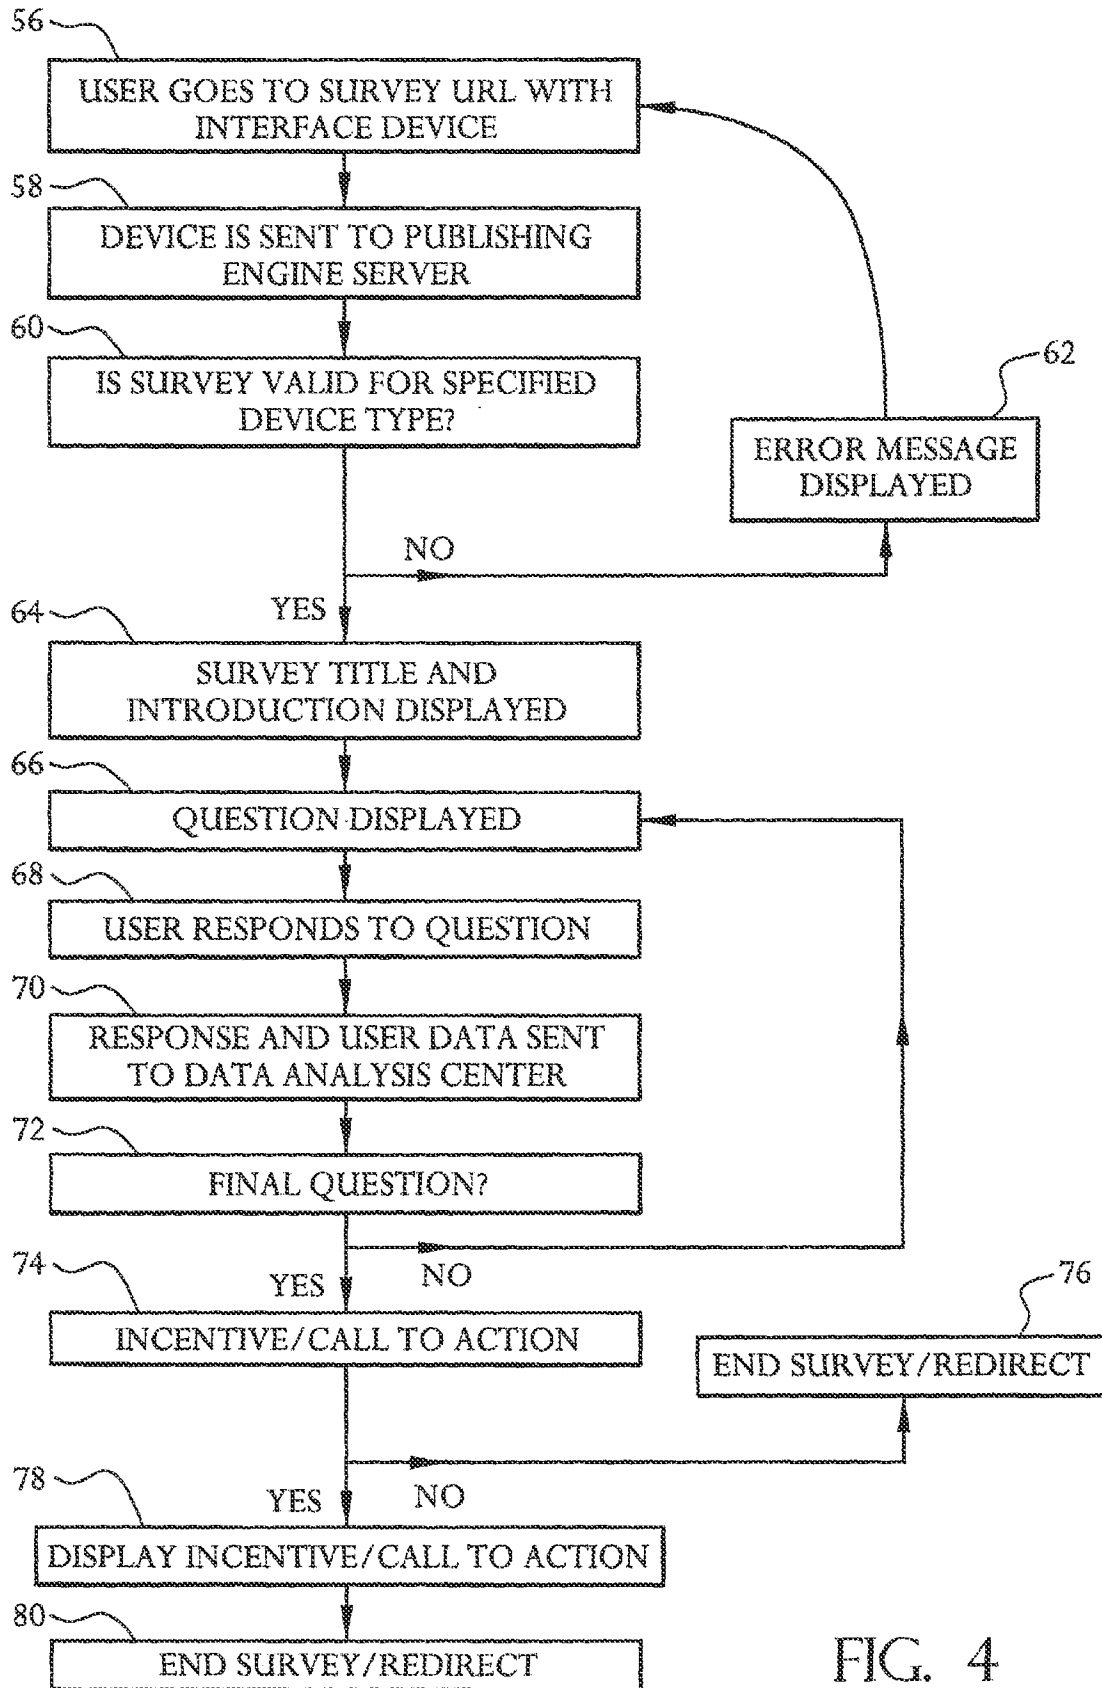 56
USER GOES TO SURVEY URL WITH
INTERFACE DEVICE
58
DEVICE IS SENT TO PUBLISHING
ENGINE SERVER
60
IS SURVEY VALID FOR SPECIFIED
DEVICE TYPE?
62
ERROR MESSAGE
DISPLAYED
NO
YES
64
SURVEY TITLE AND
INTRODUCTION DISPLAYED
66
QUESTION DISPLAYED
68
USER RESPONDS TO QUESTION
70
RESPONSE AND USER DATA SENT
TO DATA ANALYSIS CENTER
72
FINAL QUESTION?
NO
YES
74
INCENTIVE/CALL TO ACTION
76
END SURVEY/REDIRECT
YES
NO
78
DISPLAY INCENTIVE/CALL TO ACTION
80
END SURVEY/REDIRECT
FIG. 4